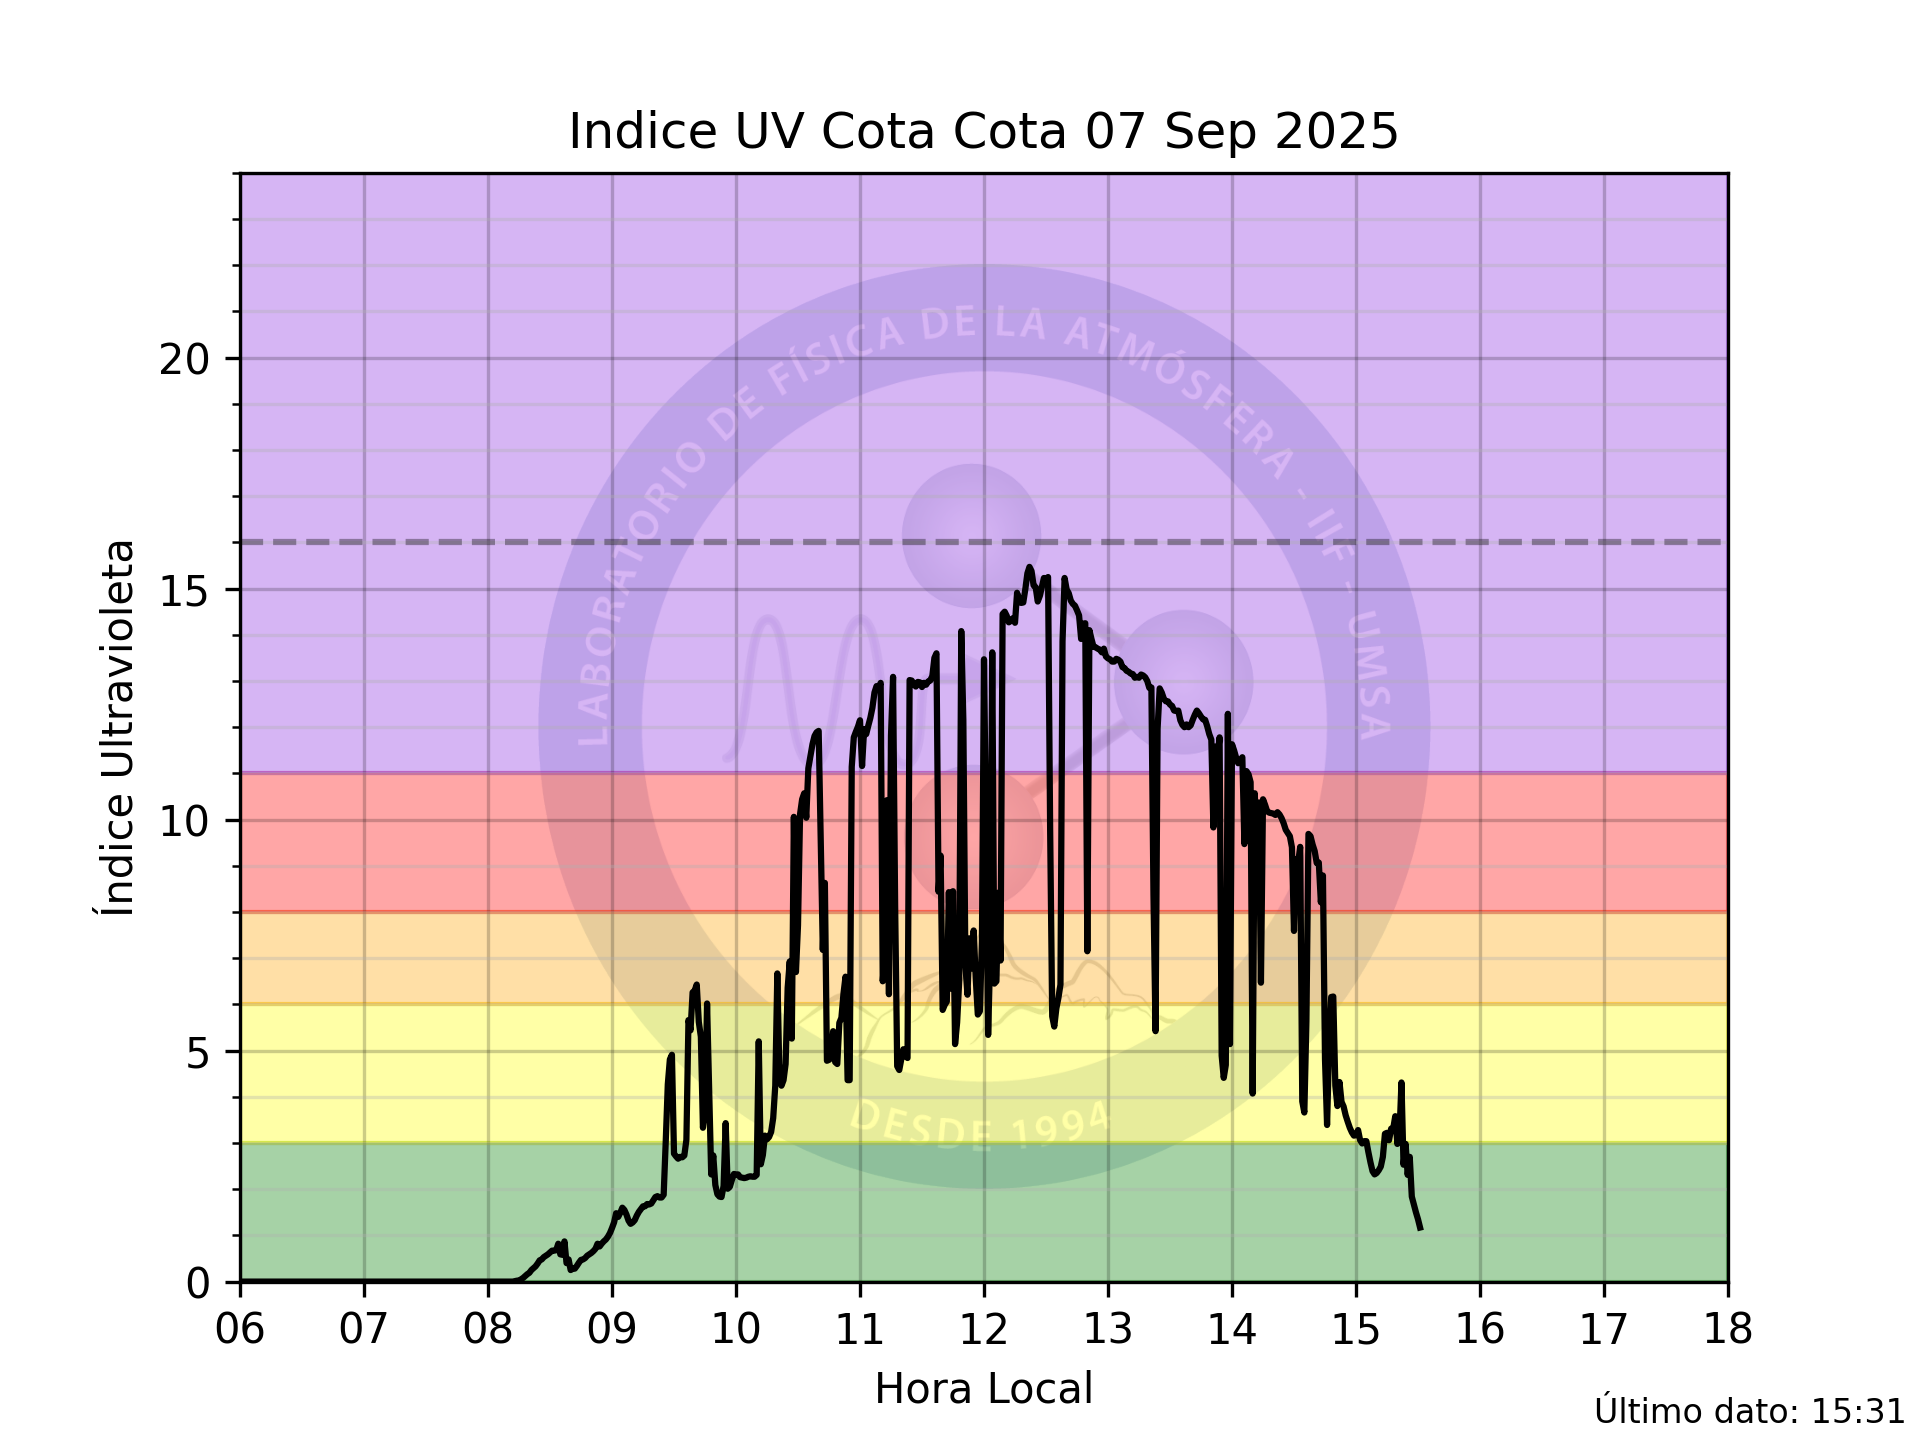 Indice UV Cota Cota 07 Sep 2025
LABORATORIO DE FÍSICA DE LA ATMÓSFERA - IIF - UMSA
DESDE 1994
Índice Ultravioleta
20
15
10
5
0
06 07 08 09 10 11 12 13 14 15 16 17 18
Hora Local
Último dato: 15:31